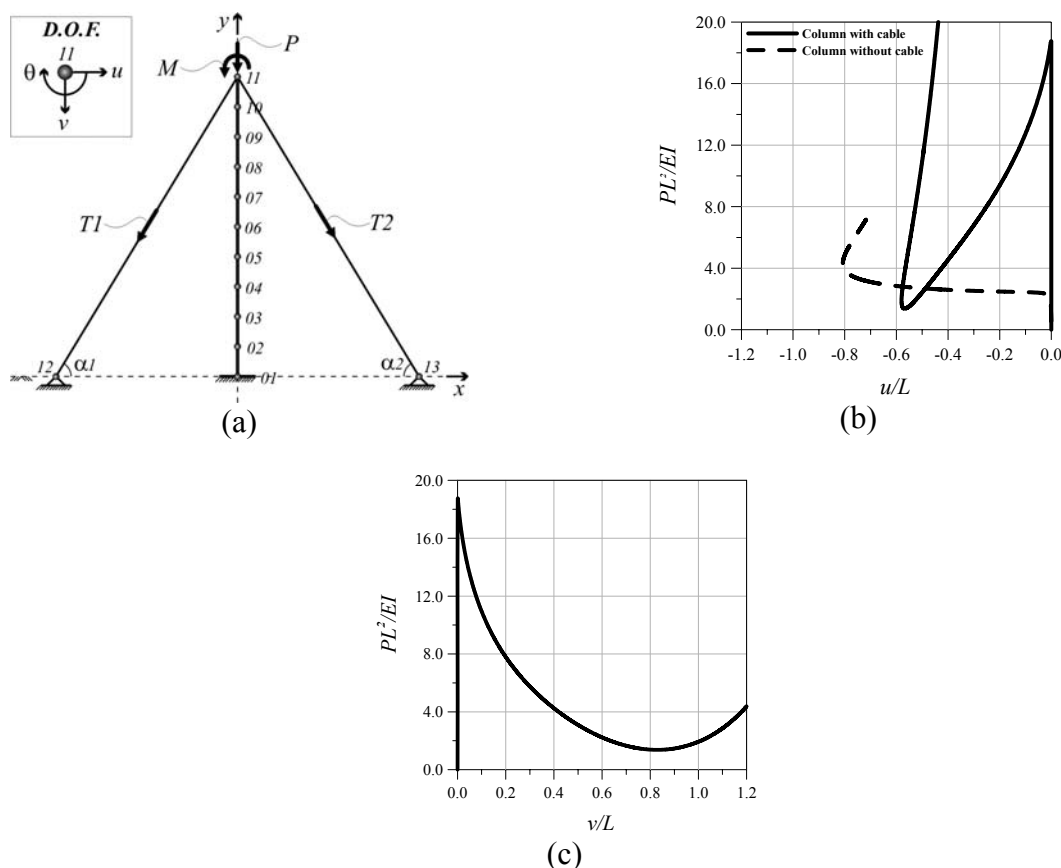 D.O.F.
11
θ
u
v
y
P
M
11
10
09
08
07
06
05
04
03
02
01
T1
T2
12
α1
α2
13
x
(a)
20.0
16.0
12.0
8.0
4.0
0.0
PL²/EI
Column with cable
Column without cable
-1.2 -1.0 -0.8 -0.6 -0.4 -0.2 0.0
u/L
(b)
20.0
16.0
12.0
8.0
4.0
0.0
PL²/EI
0.0 0.2 0.4 0.6 0.8 1.0 1.2
v/L
(c)